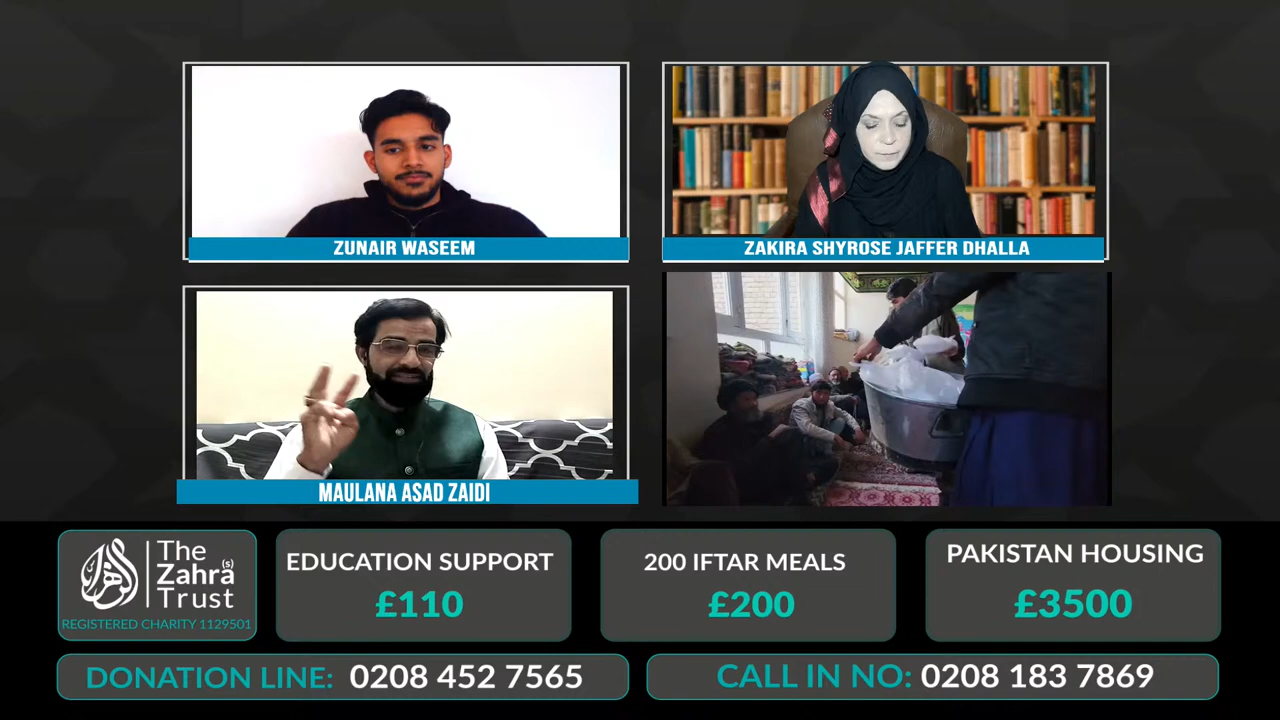 ZUNAIR WASEEM
ZAKIRA SHYROSE JAFFER DHALLA
MAULANA ASAD ZAIDI
The
Zahra (s)
Trust
REGISTERED CHARITY 1129501
EDUCATION SUPPORT
£110
200 IFTAR MEALS
£200
PAKISTAN HOUSING
£3500
DONATION LINE: 0208 452 7565
CALL IN NO: 0208 183 7869